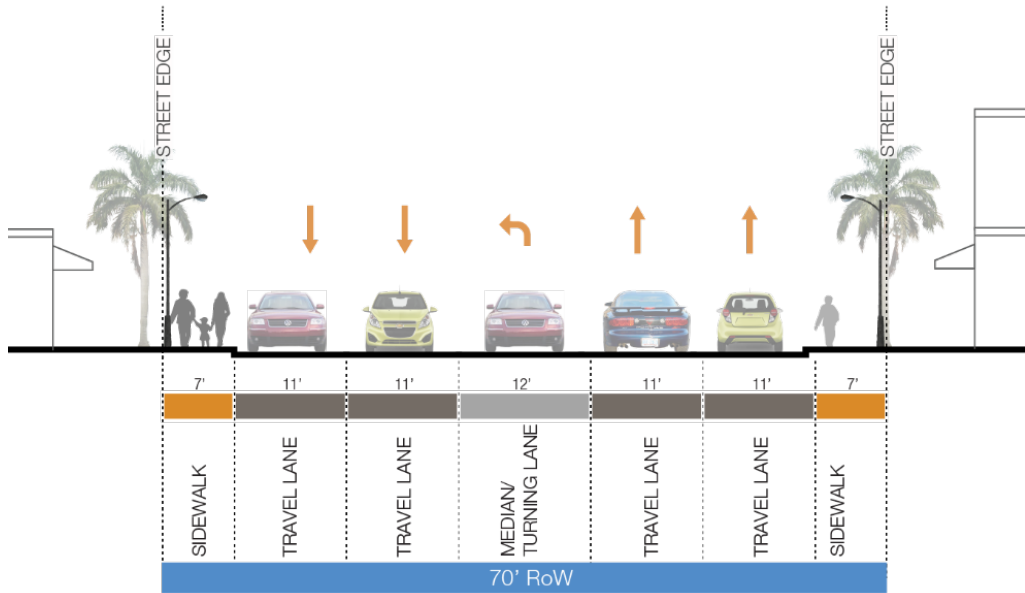 STREET EDGE
STREET EDGE
7'
11'
11'
12'
11'
11'
7'
SIDEWALK
TRAVEL LANE
TRAVEL LANE
MEDIAN/
TURNING LANE
TRAVEL LANE
TRAVEL LANE
SIDEWALK
70' RoW